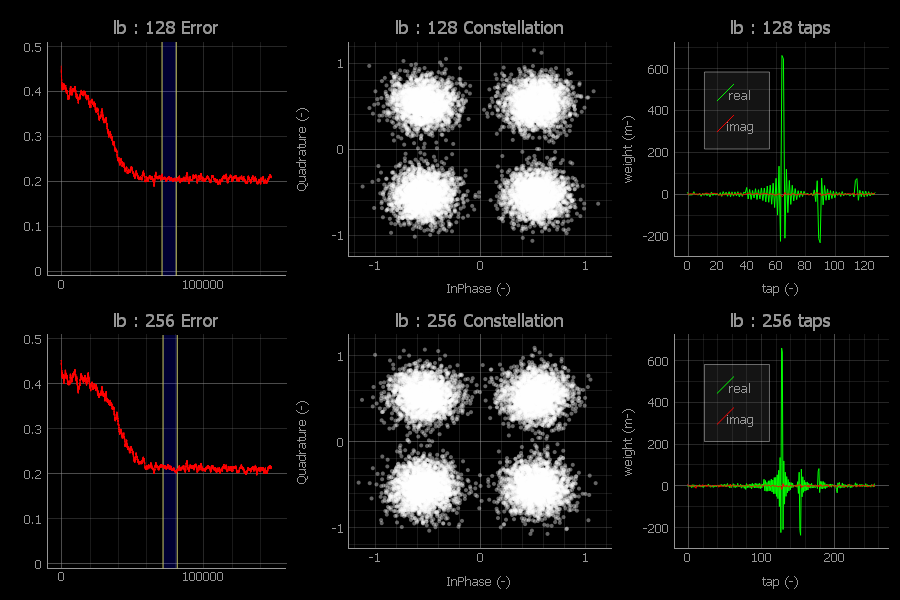 lb : 128 Error
0.5
0.4
0.3
0.2
0.1
0
0
100000
lb : 128 Constellation
Quadrature (-)
1
0
-1
-1
0
1
InPhase (-)
lb : 128 taps
weight (m-)
600
400
200
0
-200
real
imag
0
20
40
60
80
100
120
tap (-)
lb : 256 Error
0.5
0.4
0.3
0.2
0.1
0
0
100000
lb : 256 Constellation
Quadrature (-)
1
0
-1
-1
0
1
InPhase (-)
lb : 256 taps
weight (m-)
600
400
200
0
-200
real
imag
0
100
200
tap (-)